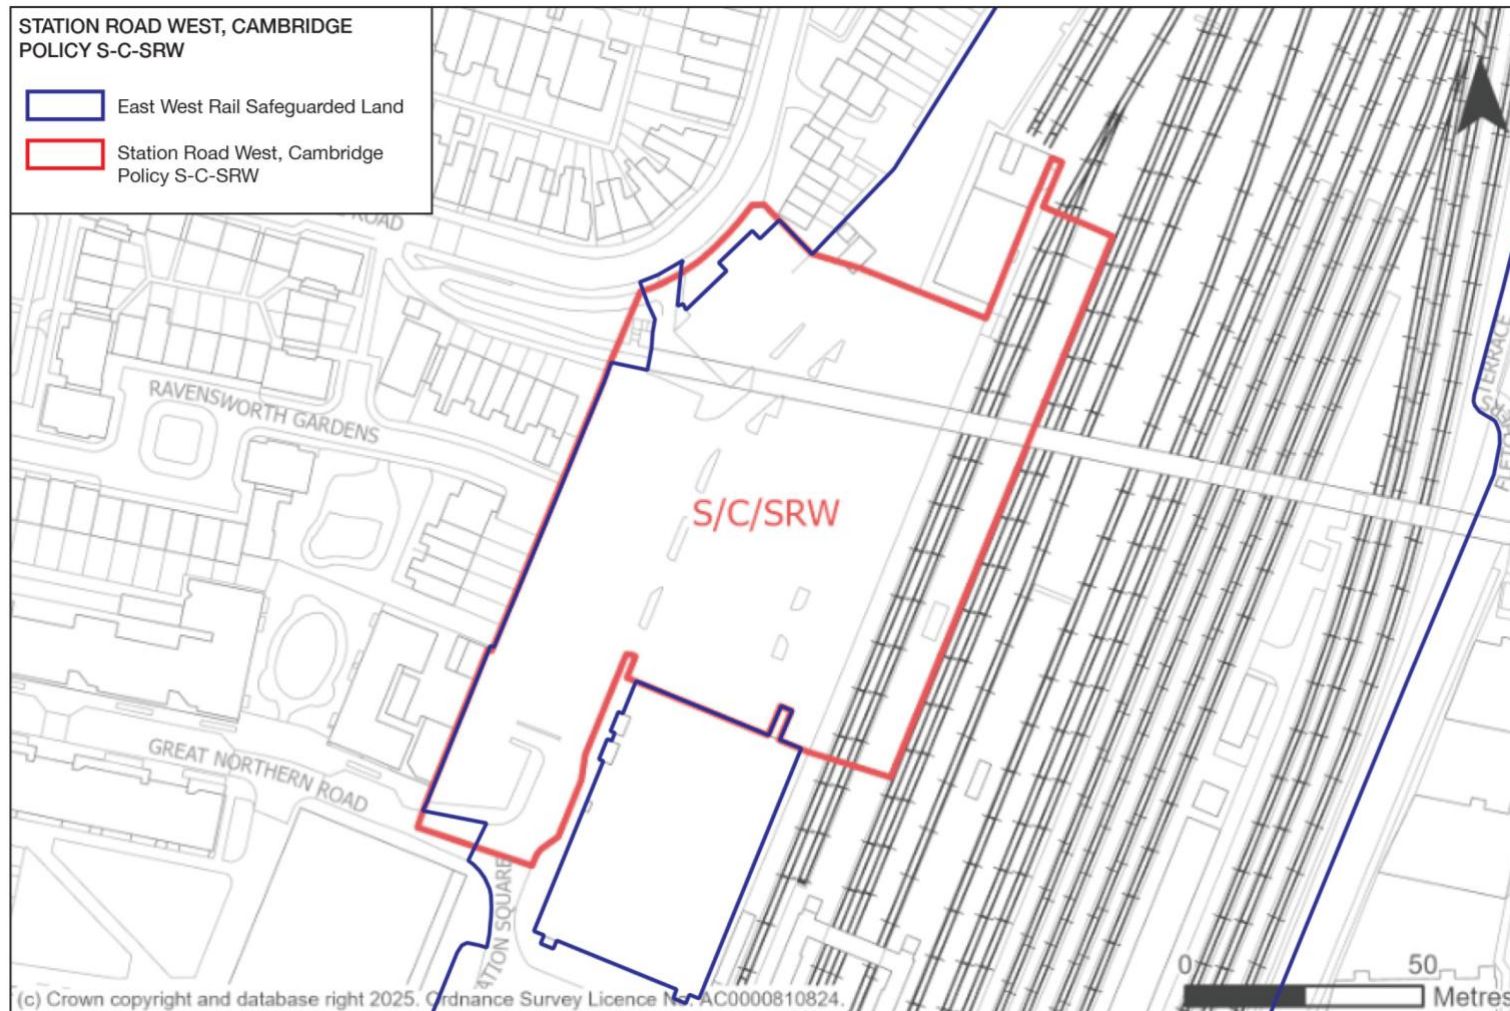 STATION ROAD WEST, CAMBRIDGE
POLICY S-C-SRW
East West Rail Safeguarded Land
Station Road West, Cambridge
Policy S-C-SRW
ROAD
RAVENSWORTH GARDENS
S/C/SRW
TERRACE
GREAT NORTHERN ROAD
SQUARE
0
50
Metres
(c) Crown copyright and database right 2025. Ordnance Survey Licence No. AC0000810824.